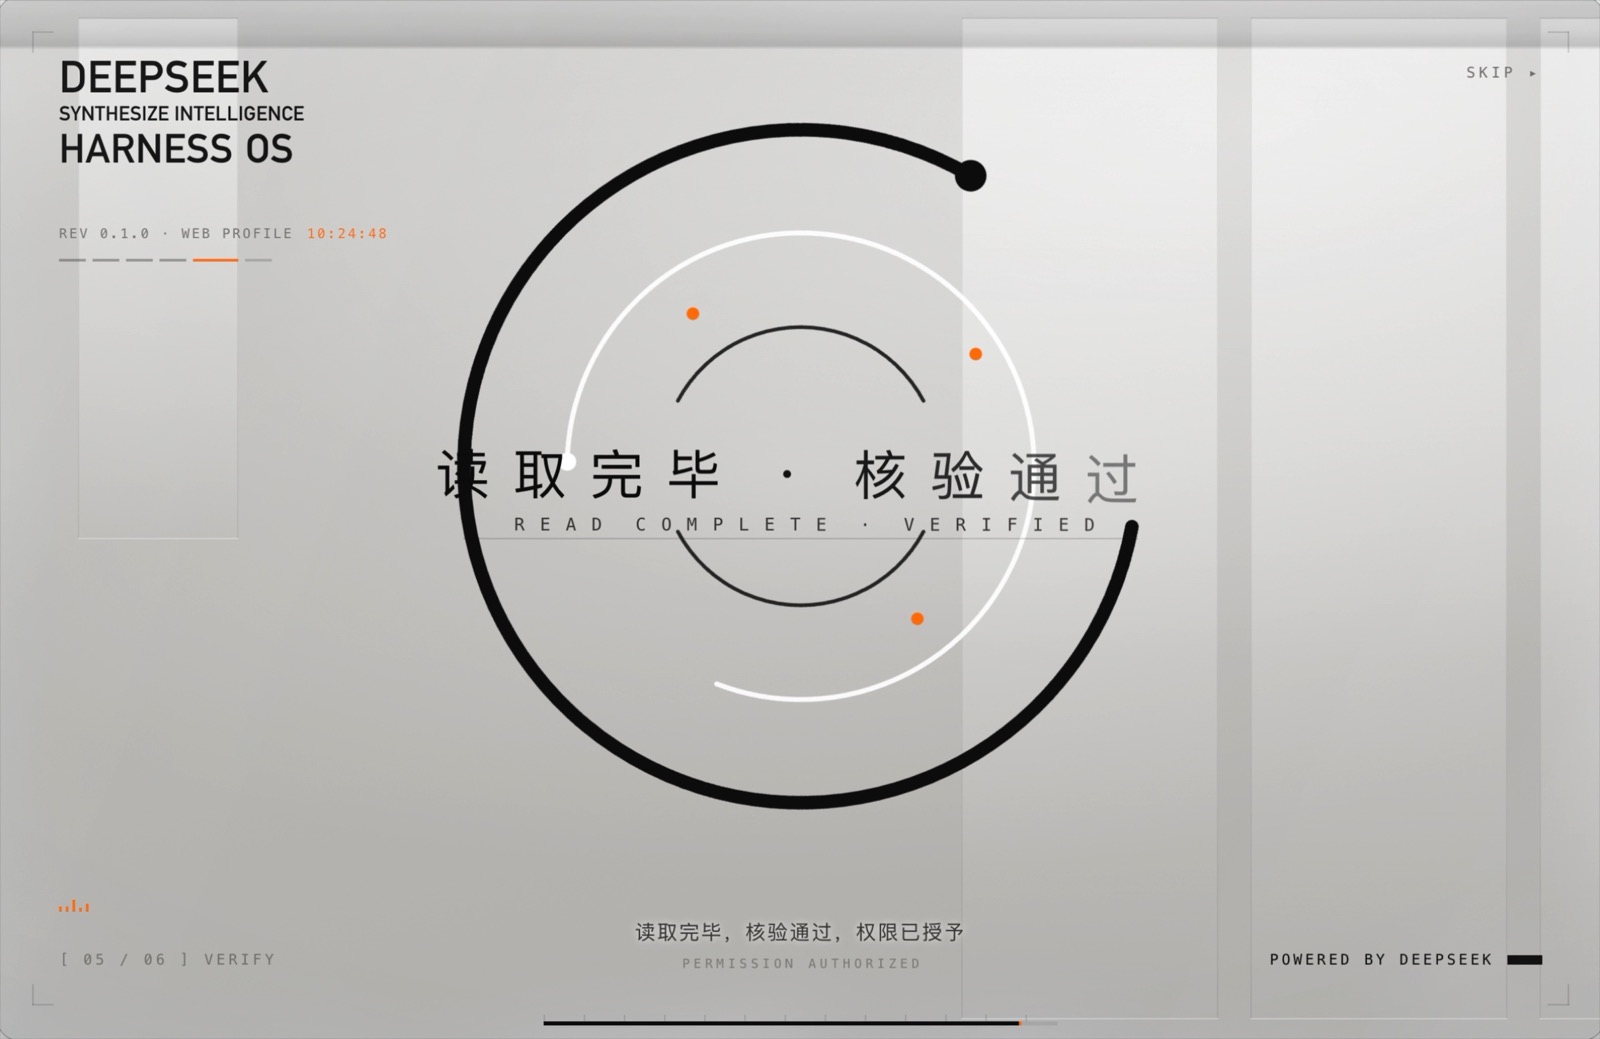 DEEPSEEK
SYNTHESIZE INTELLIGENCE
HARNESS OS
SKIP ▸
REV 0.1.0 · WEB PROFILE 10:24:48
读取完毕 · 核验通过
READ COMPLETE · VERIFIED
读取完毕，核验通过，权限已授予
PERMISSION AUTHORIZED
[ 05 / 06 ] VERIFY
POWERED BY DEEPSEEK